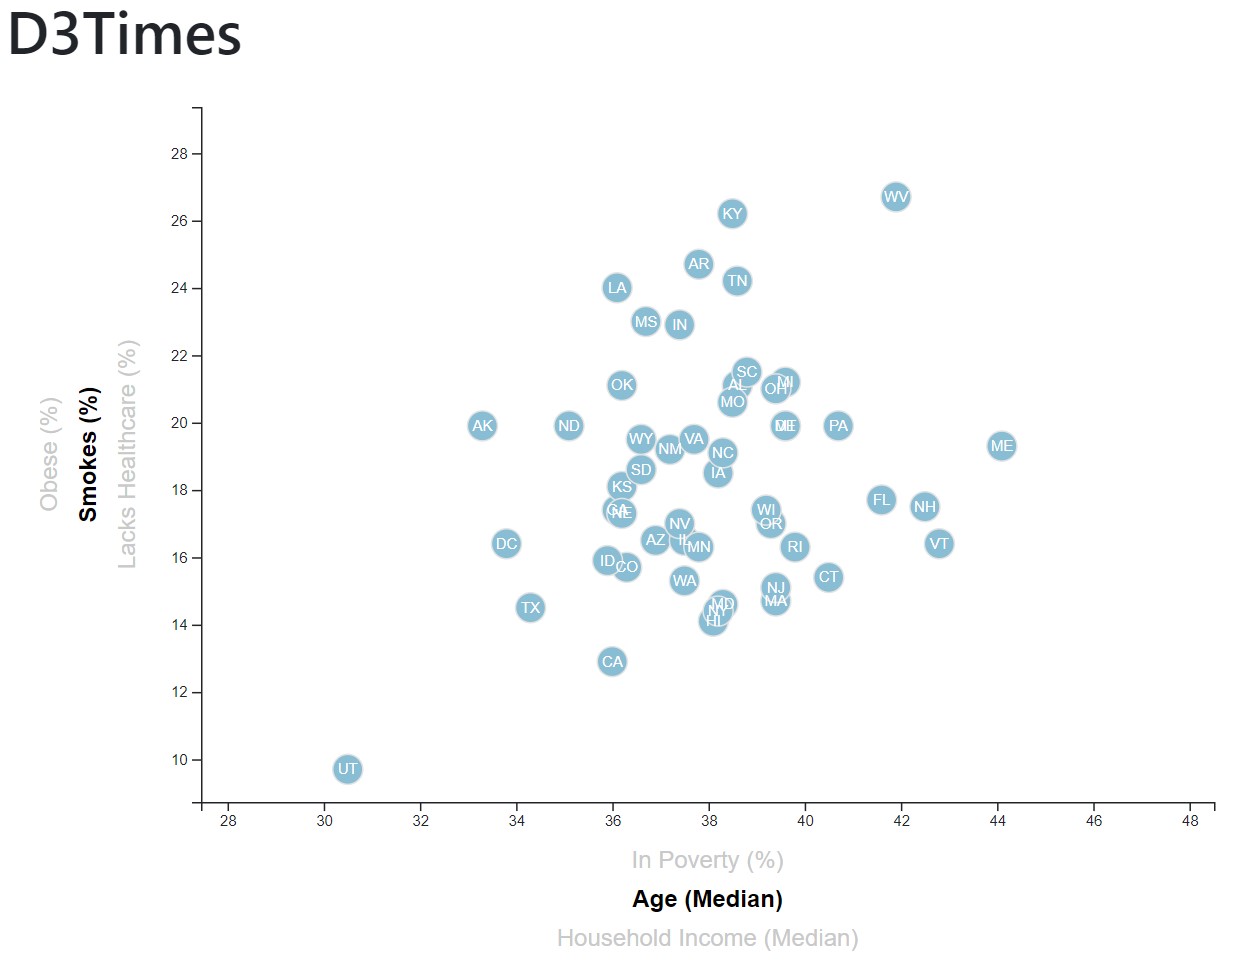 D3Times
28
26
24
22
20
18
16
14
12
10
Obese (%)
Smokes (%)
Lacks Healthcare (%)
WV
KY
AR
TN
LA
MS
IN
SC
AL
MI
OH
OK
MO
AK
ND
PA
WY
VA
NM
NC
ME
SD
IA
KS
FL
NH
NE
WI
OR
NV
AZ
IL
MN
RI
DC
VT
ID
CO
WA
CT
NJ
MA
TX
MD
NY
HI
CA
UT
28 30 32 34 36 38 40 42 44 46 48
In Poverty (%)
Age (Median)
Household Income (Median)